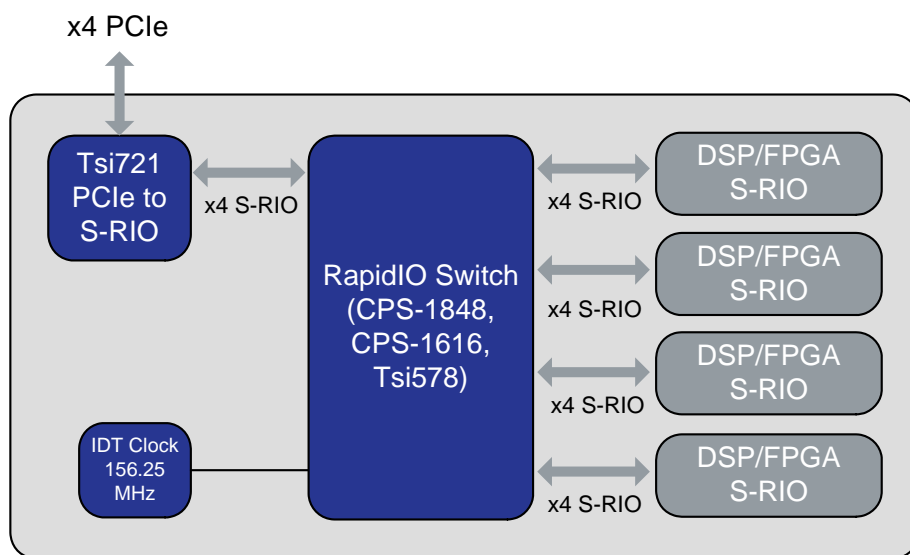 x4 PCIe
Tsi721
PCIe to
S-RIO
x4 S-RIO
RapidIO Switch
(CPS-1848,
CPS-1616,
Tsi578)
IDT Clock
156.25
MHz
x4 S-RIO
DSP/FPGA
S-RIO
x4 S-RIO
DSP/FPGA
S-RIO
x4 S-RIO
DSP/FPGA
S-RIO
x4 S-RIO
DSP/FPGA
S-RIO